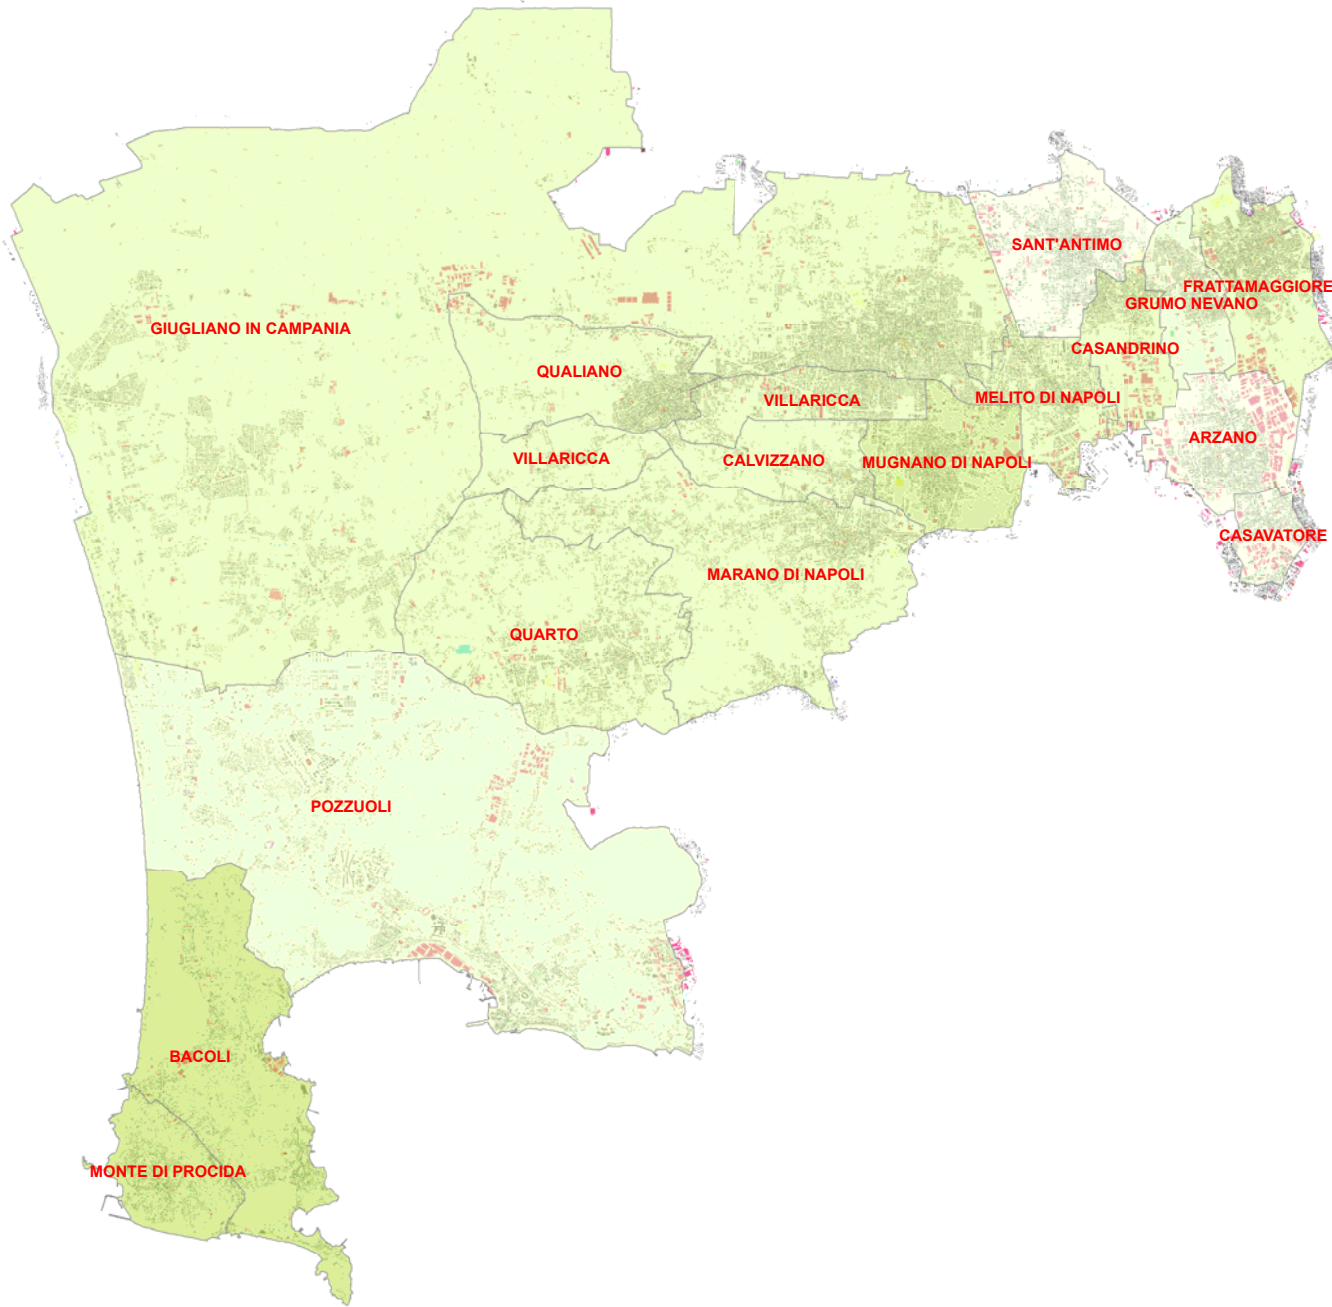 SANT'ANTIMO
FRATTAMAGGIORE
GRUMO NEVANO
GIUGLIANO IN CAMPANIA
CASANDRINO
QUALIANO
VILLARICCA
MELITO DI NAPOLI
ARZANO
VILLARICCA
CALVIZZANO
MUGNANO DI NAPOLI
CASAVATORE
MARANO DI NAPOLI
QUARTO
POZZUOLI
BACOLI
MONTE DI PROCIDA